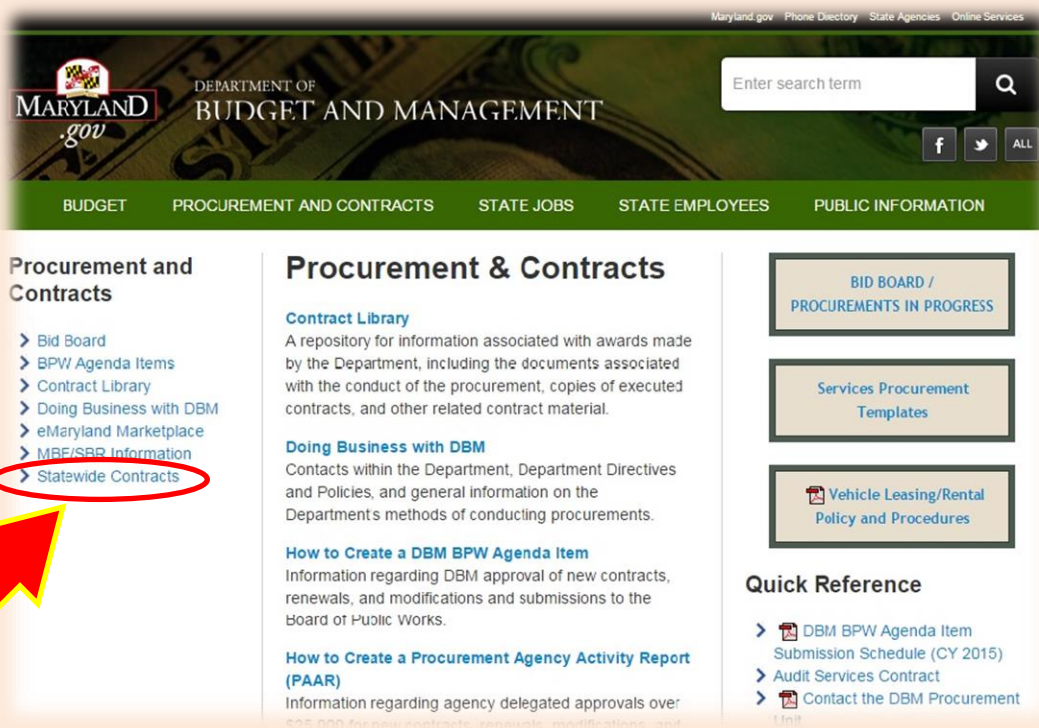 Maryland.gov Phone Directory State Agencies Online Services
MARYLAND
.gov
DEPARTMENT OF
BUDGET AND MANAGEMENT
Enter search term
f ALL
BUDGET PROCUREMENT AND CONTRACTS STATE JOBS STATE EMPLOYEES PUBLIC INFORMATION
Procurement and
Contracts
Bid Board
BPW Agenda Items
Contract Library
Doing Business with DBM
eMaryland Marketplace
MBE/SBR Information
Statewide Contracts
Procurement & Contracts
Contract Library
A repository for information associated with awards made
by the Department, including the documents associated
with the conduct of the procurement, copies of executed
contracts, and other related contract material.
Doing Business with DBM
Contacts within the Department, Department Directives
and Policies, and general information on the
Department's methods of conducting procurements.
How to Create a DBM BPW Agenda Item
Information regarding DBM approval of new contracts,
renewals, and modifications and submissions to the
Board of Public Works.
How to Create a Procurement Agency Activity Report
(PAAR)
Information regarding agency delegated approvals over
$25,000 for new contracts, renewals, modifications, and
BID BOARD /
PROCUREMENTS IN PROGRESS
Services Procurement
Templates
Vehicle Leasing/Rental
Policy and Procedures
Quick Reference
DBM BPW Agenda Item
Submission Schedule (CY 2015)
Audit Services Contract
Contact the DBM Procurement
Unit